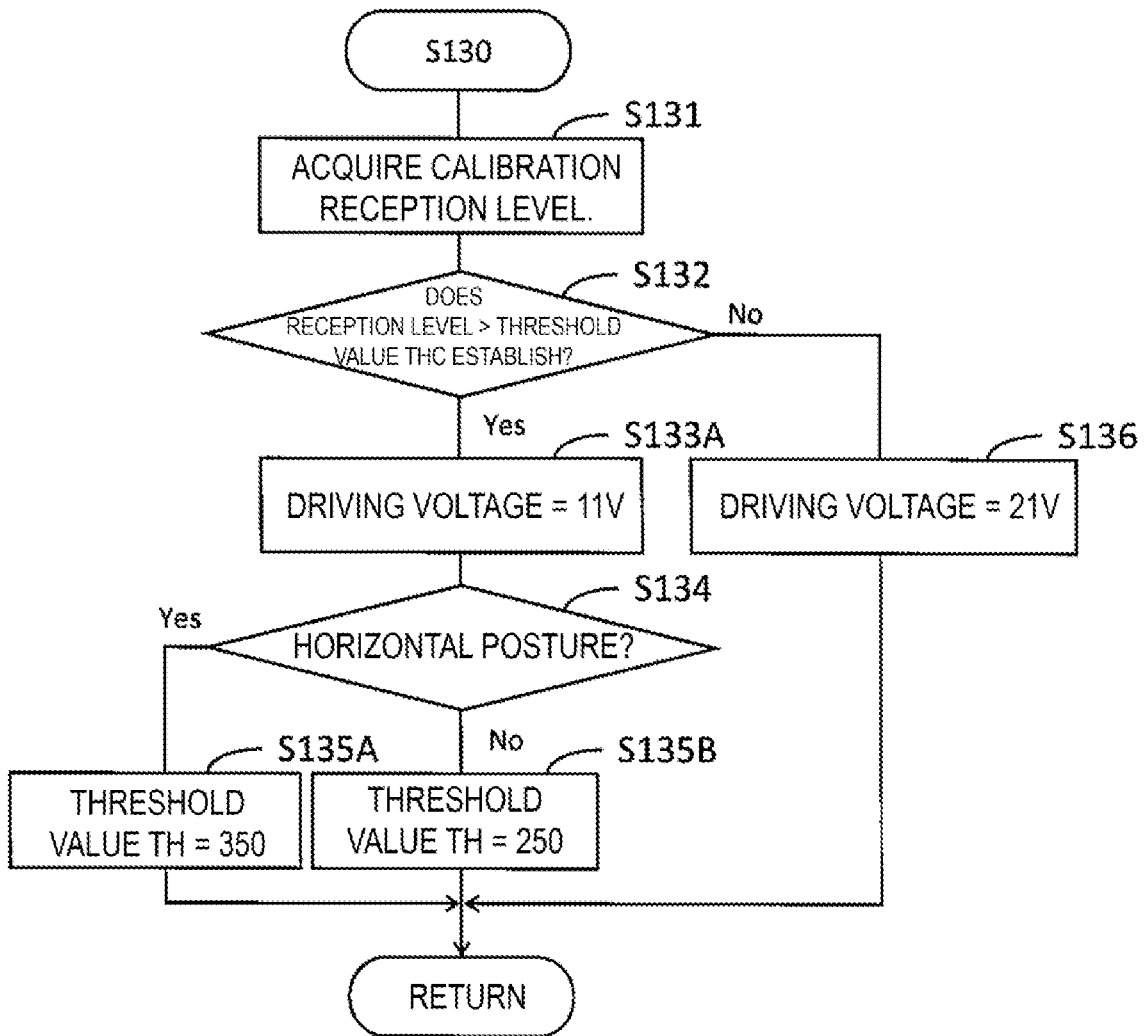 S130
S131
ACQUIRE CALIBRATION
RECEPTION LEVEL.
S132
DOES
RECEPTION LEVEL > THRESHOLD
VALUE THC ESTABLISH?
No
Yes
S133A
S136
DRIVING VOLTAGE = 11V
DRIVING VOLTAGE = 21V
S134
Yes
HORIZONTAL POSTURE?
No
S135A
S135B
THRESHOLD
VALUE TH = 350
THRESHOLD
VALUE TH = 250
RETURN